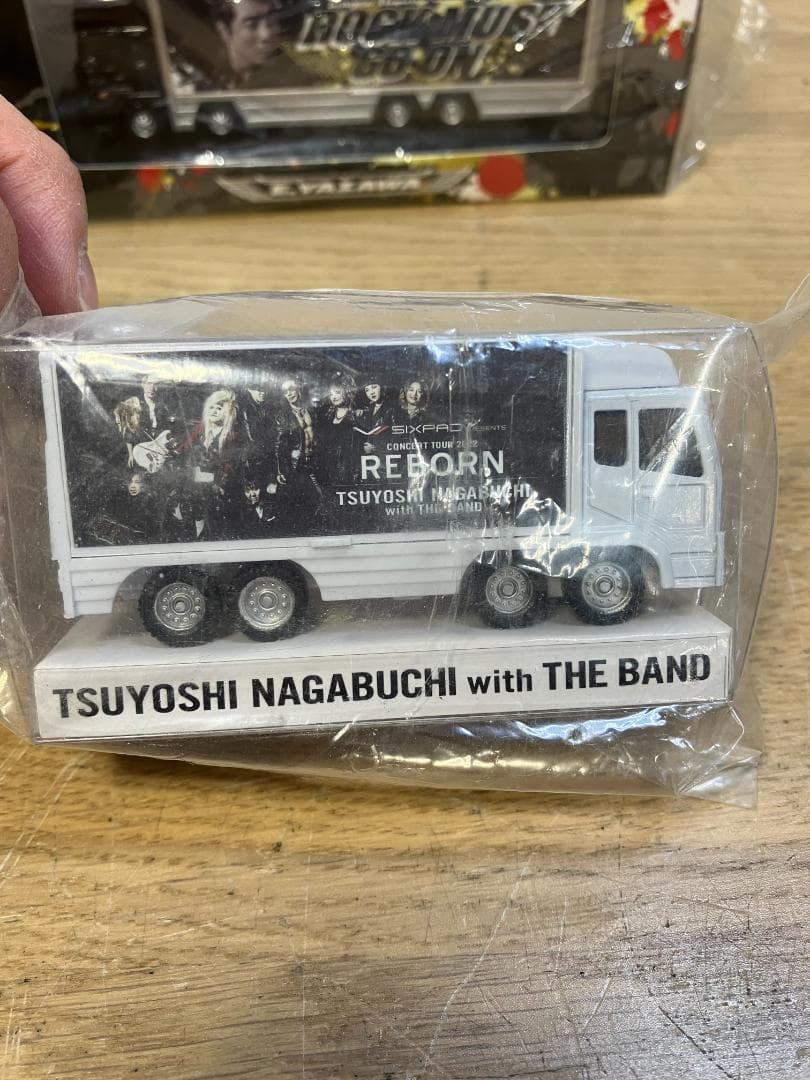 ROCK MUST
GO ON
E.YAZAWA
SIXPAD PRESENTS
CONCERT TOUR 2022
REBORN
TSUYOSHI NAGABUCHI
with THE BAND
TSUYOSHI NAGABUCHI with THE BAND